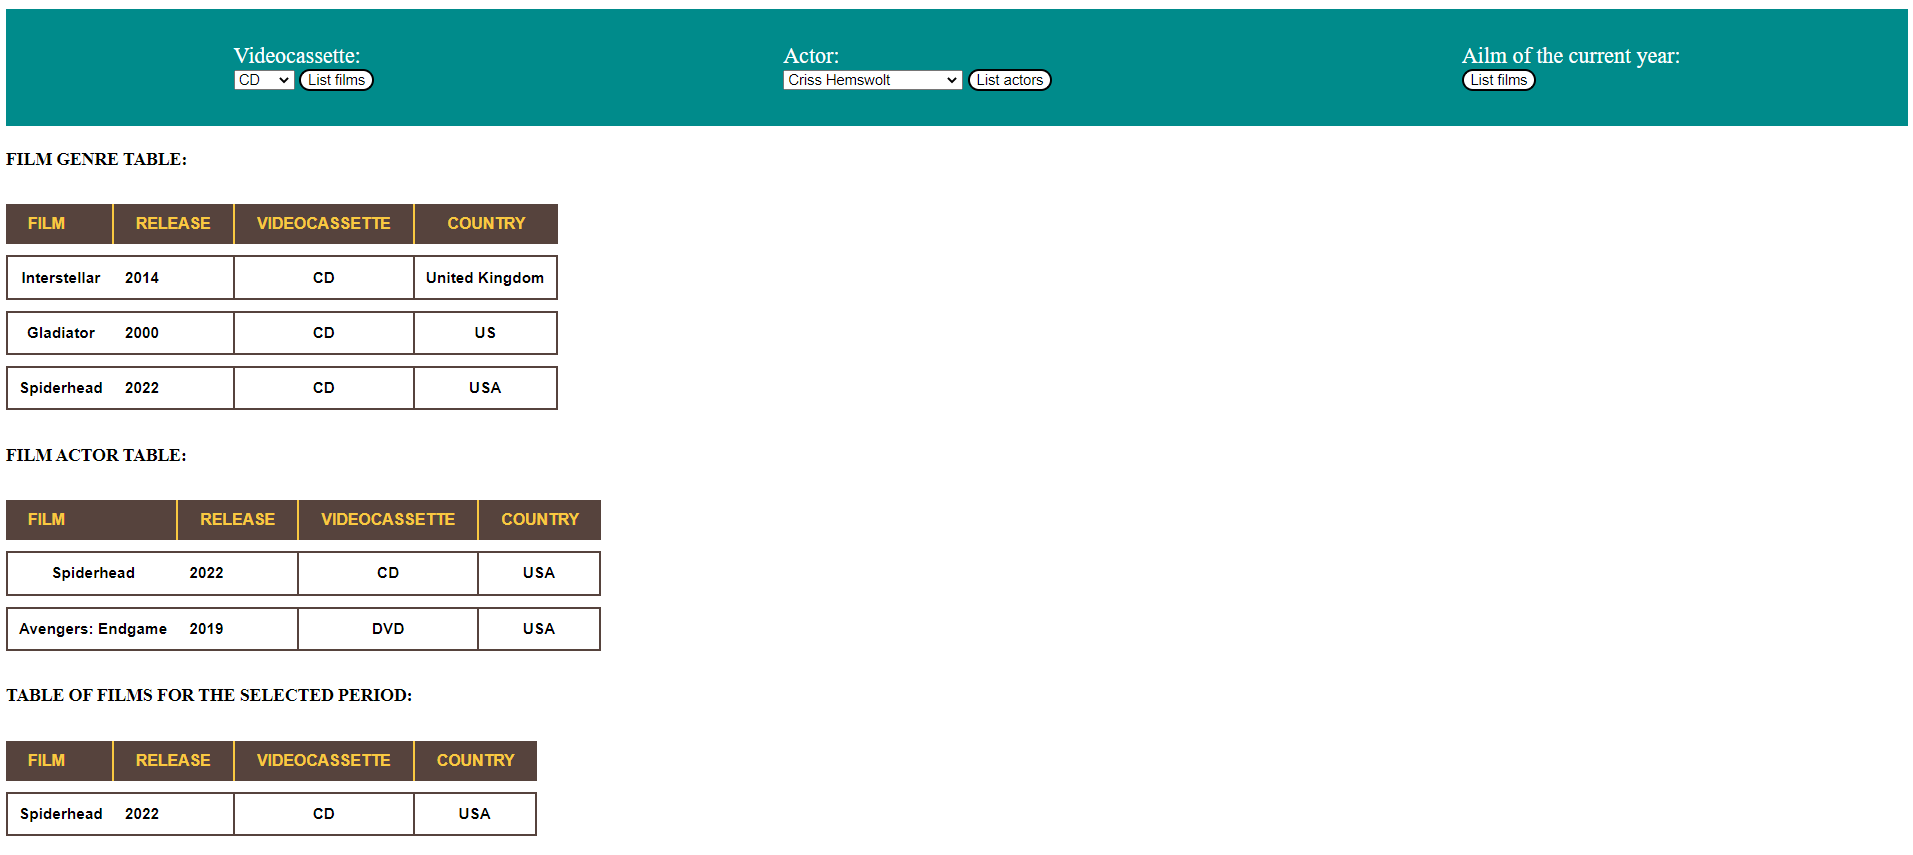 Videocassette: Actor: Ailm of the current year:
CD List films Criss Hemswolt List actors List films
FILM GENRE TABLE:
FILM RELEASE VIDEOCASSETTE COUNTRY
Interstellar 2014 CD United Kingdom
Gladiator 2000 CD US
Spiderhead 2022 CD USA
FILM ACTOR TABLE:
FILM RELEASE VIDEOCASSETTE COUNTRY
Spiderhead 2022 CD USA
Avengers: Endgame 2019 DVD USA
TABLE OF FILMS FOR THE SELECTED PERIOD:
FILM RELEASE VIDEOCASSETTE COUNTRY
Spiderhead 2022 CD USA